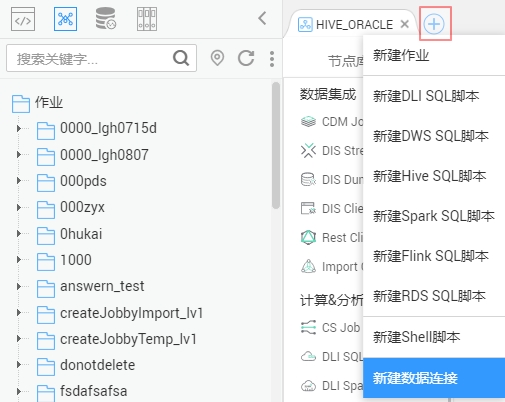 搜索关键字...
作业
0000_lgh0715d
0000_lgh0807
000pds
000zyx
0hukai
1000
answern_test
createJobbyImport_lv1
createJobbyTemp_lv1
donotdelete
fsdafsafsa
HIVE_ORACLE
节点库
数据集成
CDM Jo
DIS Stre
DIS Dum
DIS Clie
Rest Cli
Import
计算&分析
CS Job
DLI SQL
DLI Spa
新建作业
新建DLI SQL脚本
新建DWS SQL脚本
新建Hive SQL脚本
新建Spark SQL脚本
新建Flink SQL脚本
新建RDS SQL脚本
新建Shell脚本
新建数据连接